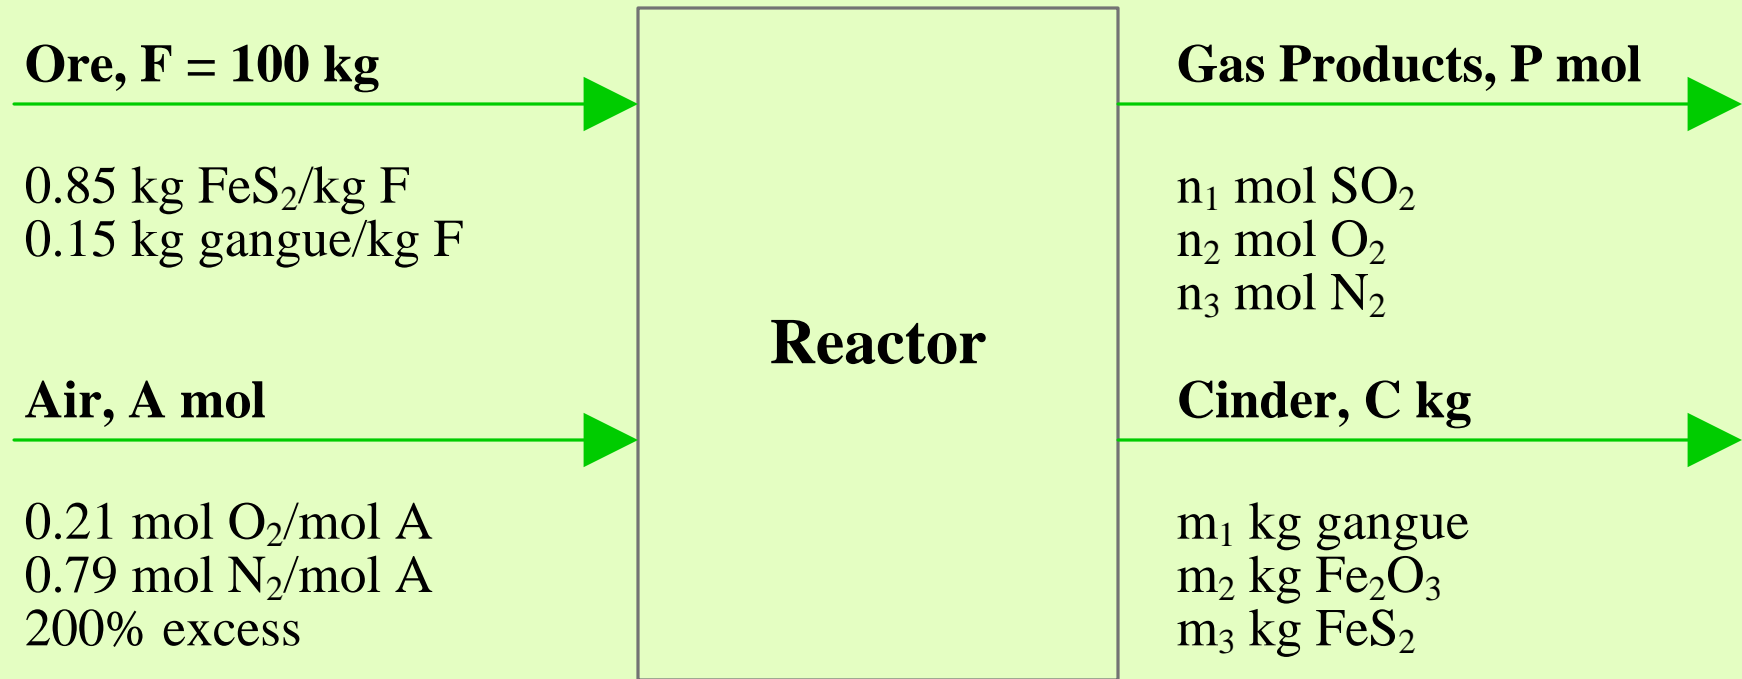 Ore, F = 100 kg
0.85 kg FeS₂/kg F
0.15 kg gangue/kg F
Air, A mol
0.21 mol O₂/mol A
0.79 mol N₂/mol A
200% excess
Reactor
Gas Products, P mol
n₁ mol SO₂
n₂ mol O₂
n₃ mol N₂
Cinder, C kg
m₁ kg gangue
m₂ kg Fe₂O₃
m₃ kg FeS₂